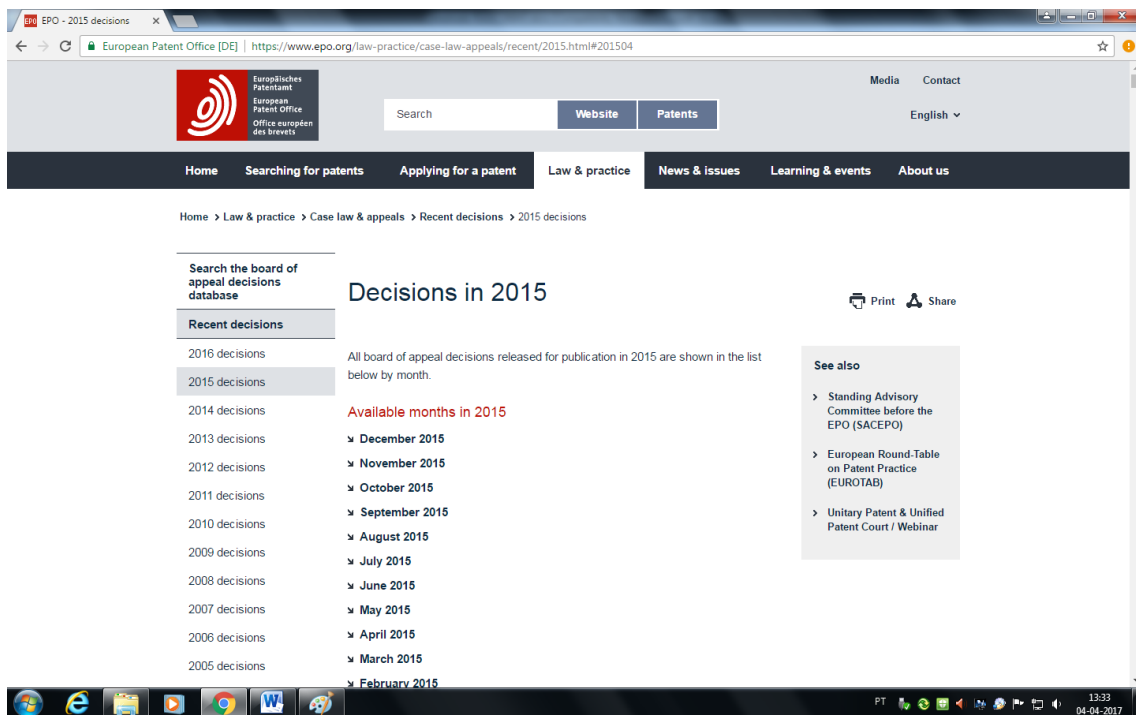 EPO EPO - 2015 decisions
European Patent Office [DE] | https://www.epo.org/law-practice/case-law-appeals/recent/2015.html#201504
Europäisches
Patentamt
European
Patent Office
Office européen
des brevets
Media Contact
Search Website Patents
English
Home Searching for patents Applying for a patent Law & practice News & issues Learning & events About us
Home > Law & practice > Case law & appeals > Recent decisions > 2015 decisions
Search the board of
appeal decisions
database
Recent decisions
2016 decisions
2015 decisions
2014 decisions
2013 decisions
2012 decisions
2011 decisions
2010 decisions
2009 decisions
2008 decisions
2007 decisions
2006 decisions
2005 decisions
Decisions in 2015
Print Share
All board of appeal decisions released for publication in 2015 are shown in the list
below by month.
Available months in 2015
December 2015
November 2015
October 2015
September 2015
August 2015
July 2015
June 2015
May 2015
April 2015
March 2015
February 2015
See also
> Standing Advisory
Committee before the
EPO (SACEPO)
> European Round-Table
on Patent Practice
(EUROTAB)
> Unitary Patent & Unified
Patent Court / Webinar
PT 13:33
04-04-2017